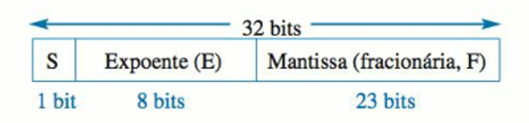 32 bits
S Expoente (E) Mantissa (fracionária, F)
1 bit 8 bits 23 bits